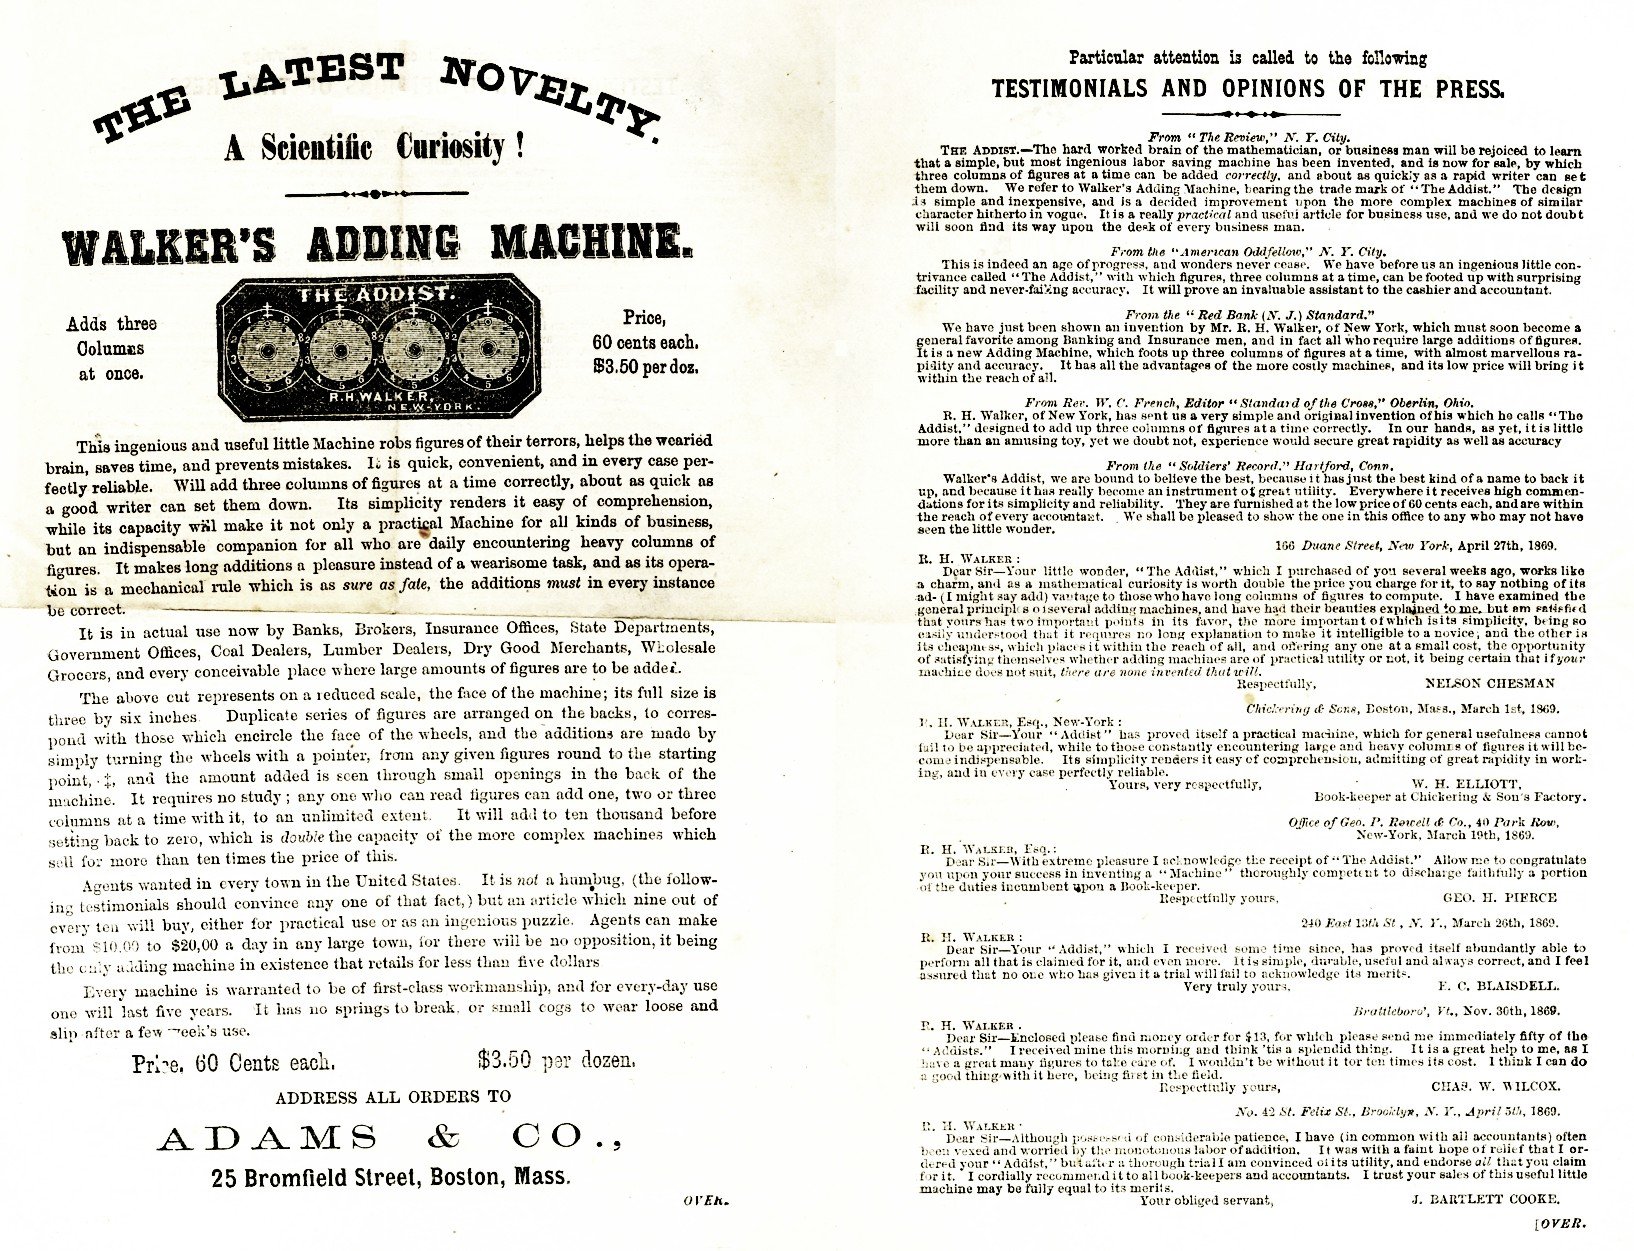 THE LATEST NOVELTY.
A Scientific Curiosity!
WALKER'S ADDING MACHINE.
Adds three
Columns
at once.
THE ADDIST.
R.H.WALKER,
NEW-YORK.
Price,
60 cents each.
$3.50 per doz.
This ingenious and useful little Machine robs figures of their terrors, helps the wearied
brain, saves time, and prevents mistakes. It is quick, convenient, and in every case per-
fectly reliable. Will add three columns of figures at a time correctly, about as quick as
a good writer can set them down. Its simplicity renders it easy of comprehension,
while its capacity will make it not only a practical Machine for all kinds of business,
but an indispensable companion for all who are daily encountering heavy columns of
figures. It makes long additions a pleasure instead of a wearisome task, and as its opera-
tion is a mechanical rule which is as sure as fate, the additions must in every instance
be correct.
It is in actual use now by Banks, Brokers, Insurance Offices, State Departments,
Government Offices, Coal Dealers, Lumber Dealers, Dry Good Merchants, Wholesale
Grocers, and every conceivable place where large amounts of figures are to be added.
The above cut represents on a reduced scale, the face of the machine; its full size is
three by six inches Duplicate series of figures are arranged on the backs, to corres-
pond with those which encircle the face of the wheels, and the additions are made by
simply turning the wheels with a pointer, from any given figures round to the starting
point, ‡, and the amount added is seen through small openings in the back of the
machine. It requires no study; any one who can read figures can add one, two or three
columns at a time with it, to an unlimited extent. It will add to ten thousand before
setting back to zero, which is double the capacity of the more complex machines which
sell for more than ten times the price of this.
Agents wanted in every town in the United States. It is not a humbug, (the follow-
ing testimonials should convince any one of that fact,) but an article which nine out of
every ten will buy, either for practical use or as an ingenious puzzle. Agents can make
from $10,00 to $20,00 a day in any large town, for there will be no opposition, it being
the only adding machine in existence that retails for less than five dollars
Every machine is warranted to be of first-class workmanship, and for every-day use
one will last five years. It has no springs to break, or small cogs to wear loose and
slip after a few week's use.
Price, 60 Cents each. $3.50 per dozen.
ADDRESS ALL ORDERS TO
ADAMS & CO.,
25 Bromfield Street, Boston, Mass.
OVER.
Particular attention is called to the following
TESTIMONIALS AND OPINIONS OF THE PRESS.
From "The Review," N. Y. City.
THE ADDIST.—The hard worked brain of the mathematician, or business man will be rejoiced to learn
that a simple, but most ingenious labor saving machine has been invented, and is now for sale, by which
three columns of figures at a time can be added correctly, and about as quickly as a rapid writer can set
them down. We refer to Walker's Adding Machine, bearing the trade mark of "The Addist." The design
is simple and inexpensive, and is a decided improvement upon the more complex machines of similar
character hitherto in vogue. It is a really practical and useful article for business use, and we do not doubt
will soon find its way upon the desk of every business man.
From the "American Oddfellow," N. Y. City.
This is indeed an age of progress, and wonders never cease. We have before us an ingenious little con-
trivance called "The Addist," with which figures, three columns at a time, can be footed up with surprising
facility and never-failing accuracy. It will prove an invaluable assistant to the cashier and accountant.
From the "Red Bank (N. J.) Standard."
We have just been shown an invention by Mr. R. H. Walker, of New York, which must soon become a
general favorite among Banking and Insurance men, and in fact all who require large additions of figures.
It is a new Adding Machine, which foots up three columns of figures at a time, with almost marvellous ra-
pidity and accuracy. It has all the advantages of the more costly machines, and its low price will bring it
within the reach of all.
From Rev. W. C. French, Editor "Standard of the Cross," Oberlin, Ohio.
R. H. Walker, of New York, has sent us a very simple and original invention of his which he calls "The
Addist." designed to add up three columns of figures at a time correctly. In our hands, as yet, it is little
more than an amusing toy, yet we doubt not, experience would secure great rapidity as well as accuracy
From the "Soldiers' Record." Hartford, Conn.
Walker's Addist, we are bound to believe the best, because it has just the best kind of a name to back it
up, and because it has really become an instrument of great utility. Everywhere it receives high commen-
dations for its simplicity and reliability. They are furnished at the low price of 60 cents each, and are within
the reach of every accountant. We shall be pleased to show the one in this office to any who may not have
seen the little wonder.
166 Duane Street, New York, April 27th, 1869.
R. H. WALKER:
Dear Sir—Your little wonder, "The Addist," which I purchased of you several weeks ago, works like
a charm, and as a mathematical curiosity is worth double the price you charge for it, to say nothing of its
ad- (I might say add) vantage to those who have long columns of figures to compute. I have examined the
general principles of several adding machines, and have had their beauties explained to me, but am satisfied
that yours has two important points in its favor, the more important of which is its simplicity, being so
easily understood that it requires no long explanation to make it intelligible to a novice; and the other is
its cheapness, which places it within the reach of all, and offering any one at a small cost, the opportunity
of satisfying themselves whether adding machines are of practical utility or not, it being certain that if your
machine does not suit, there are none invented that will.
Respectfully, NELSON CHESMAN
Chickering & Sons, Boston, Mass., March 1st, 1869.
R. H. WALKER, Esq., New-York:
Dear Sir—Your "Addist" has proved itself a practical machine, which for general usefulness cannot
fail to be appreciated, while to those constantly encountering large and heavy columns of figures it will be-
come indispensable. Its simplicity renders it easy of comprehension, admitting of great rapidity in work-
ing, and in every case perfectly reliable.
Yours, very respectfully, W. H. ELLIOTT,
Book-keeper at Chickering & Son's Factory.
Office of Geo. P. Rowell & Co., 40 Park Row,
New-York, March 19th, 1869.
R. H. WALKER, Esq.:
Dear Sir—With extreme pleasure I acknowledge the receipt of "The Addist." Allow me to congratulate
you upon your success in inventing a "Machine" thoroughly competent to discharge faithfully a portion
of the duties incumbent upon a Book-keeper.
Respectfully yours, GEO. H. PIERCE
240 East 13th St, N. Y., March 26th, 1869.
R. H. WALKER:
Dear Sir—Your "Addist," which I received some time since, has proved itself abundantly able to
perform all that is claimed for it, and even more. It is simple, durable, useful and always correct, and I feel
assured that no one who has given it a trial will fail to acknowledge its merits.
Very truly yours, E. C. BLAISDELL.
Brattleboro', Vt., Nov. 30th, 1869.
R. H. WALKER.
Dear Sir—Enclosed please find money order for $13, for which please send me immediately fifty of the
"Addists." I received mine this morning and think 'tis a splendid thing. It is a great help to me, as I
have a great many figures to take care of. I wouldn't be without it for ten times its cost. I think I can do
a good thing with it here, being first in the field.
Respectfully yours, CHAS. W. WILCOX.
No. 42 St. Felix St., Brooklyn, N. Y., April 5th, 1869.
R. H. WALKER:
Dear Sir—Although possessed of considerable patience, I have (in common with all accountants) often
been vexed and worried by the monotonous labor of addition. It was with a faint hope of relief that I or-
dered your "Addist," but after a thorough trial I am convinced of its utility, and endorse all that you claim
for it. I cordially recommend it to all book-keepers and accountants. I trust your sales of this useful little
machine may be fully equal to its merits.
Your obliged servant, J. BARTLETT COOKE.
[OVER.